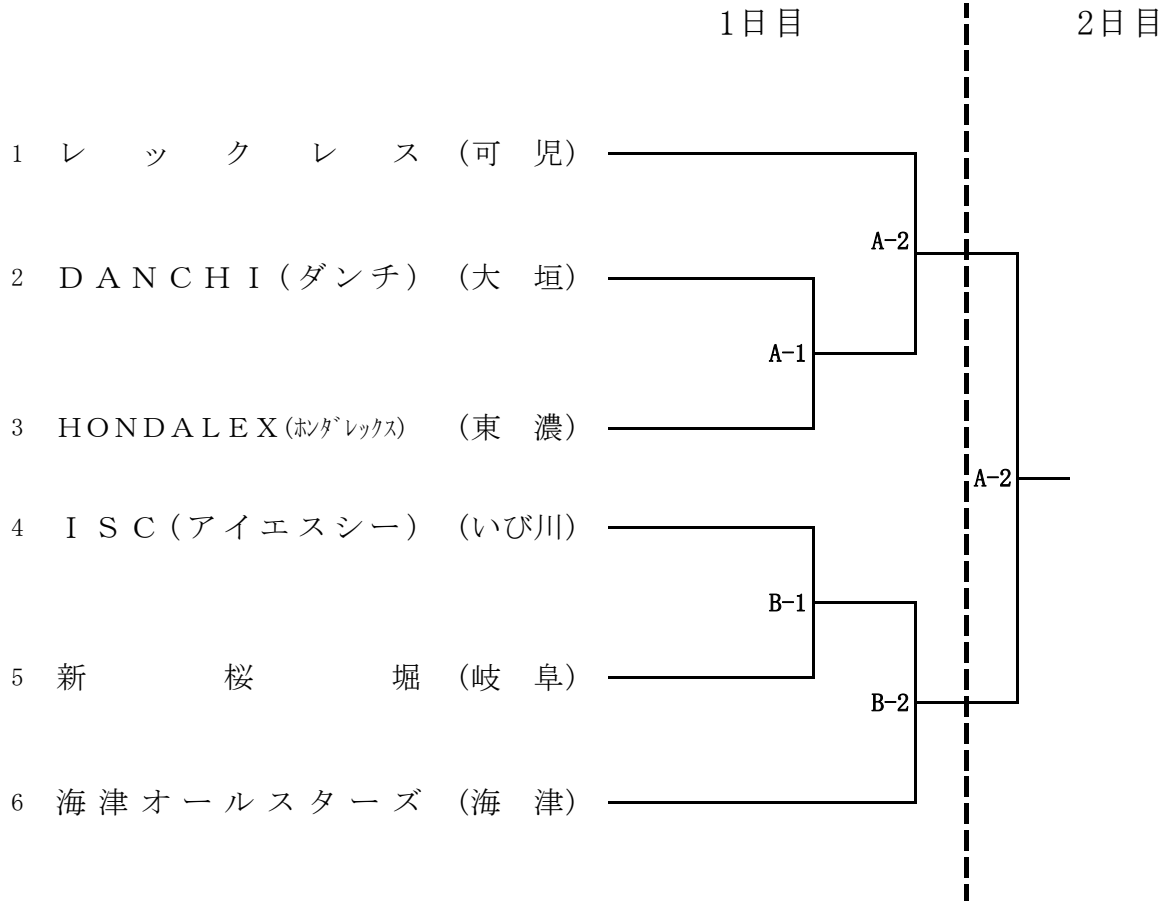 1日目 2日目
1 レックレス (可 児)
A-2
2 DANCHI(ダンチ) (大 垣)
A-1
3 HONDALEX(ホンダレックス) (東 濃)
A-2
4 ISC(アイエスシー) (いび川)
B-1
5 新桜堀 (岐 阜)
B-2
6 海津オールスターズ (海 津)